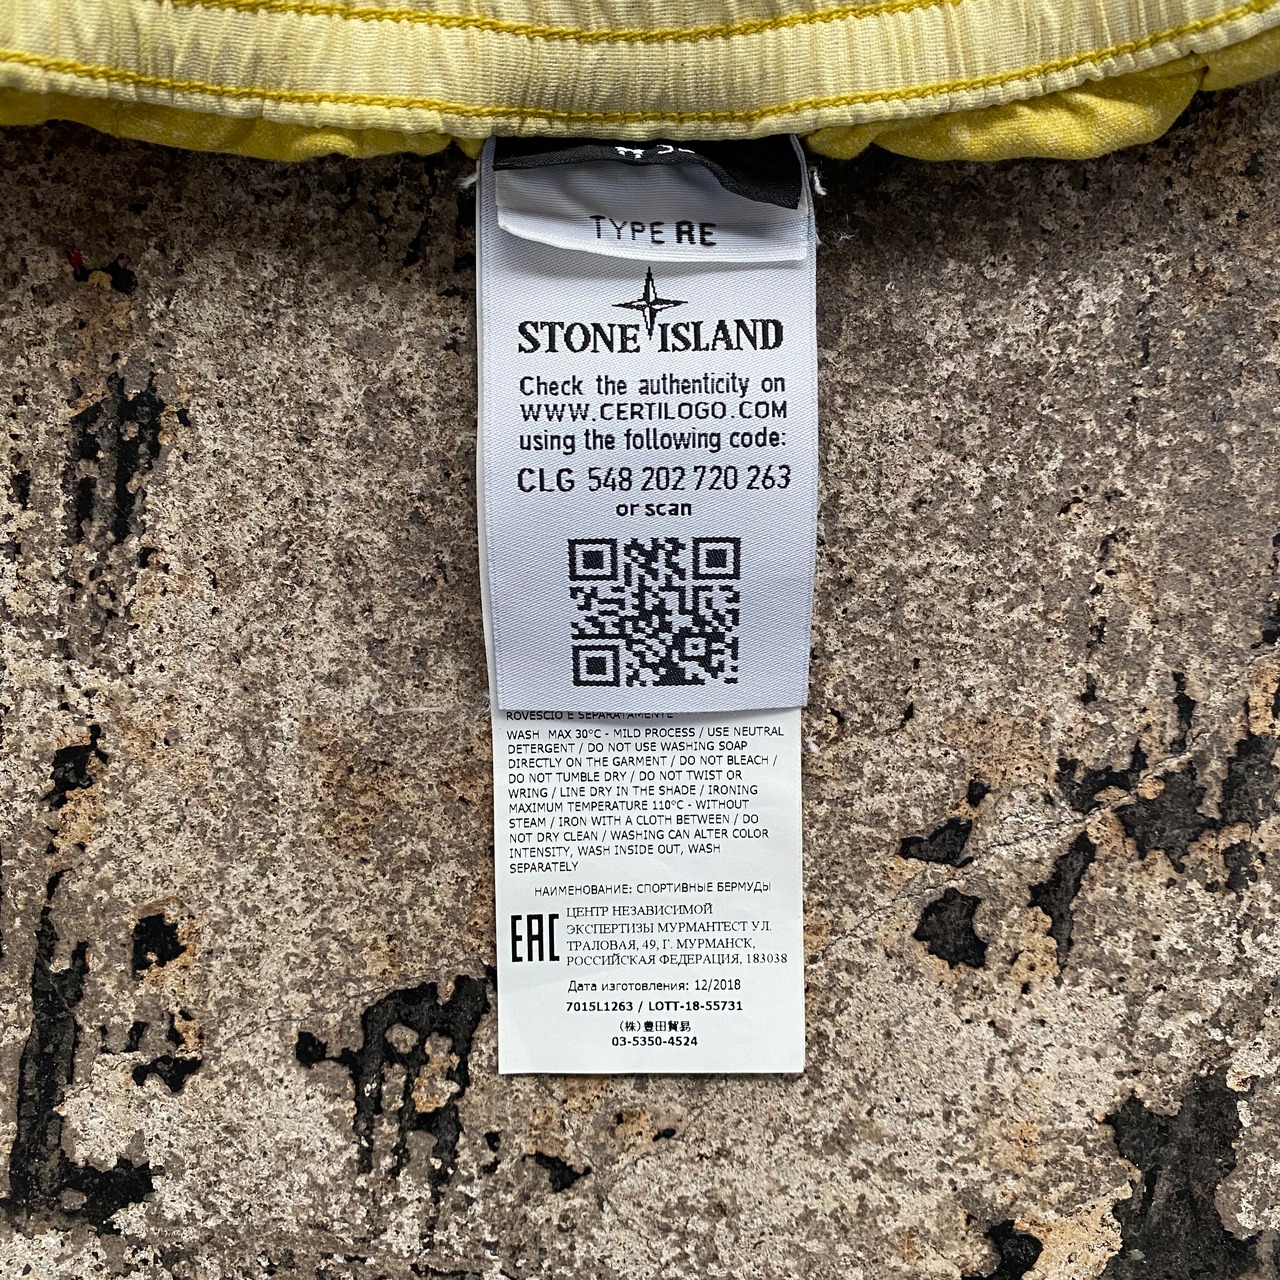 TYPE RE
STONE ISLAND
Check the authenticity on
WWW.CERTILOGO.COM
using the following code:
CLG 548 202 720 263
or scan
ROVESCIO E SEPARATAMENTE
WASH MAX 30°C - MILD PROCESS / USE NEUTRAL
DETERGENT / DO NOT USE WASHING SOAP
DIRECTLY ON THE GARMENT / DO NOT BLEACH /
DO NOT TUMBLE DRY / DO NOT TWIST OR
WRING / LINE DRY IN THE SHADE / IRONING
MAXIMUM TEMPERATURE 110°C - WITHOUT
STEAM / IRON WITH A CLOTH BETWEEN / DO
NOT DRY CLEAN / WASHING CAN ALTER COLOR
INTENSITY, WASH INSIDE OUT, WASH
SEPARATELY
НАИМЕНОВАНИЕ: СПОРТИВНЫЕ БЕРМУДЫ
EAC
ЦЕНТР НЕЗАВИСИМОЙ
ЭКСПЕРТИЗЫ МУРМАНТЕСТ УЛ.
ТРАЛОВАЯ, 49, Г. МУРМАНСК,
РОССИЙСКАЯ ФЕДЕРАЦИЯ, 183038
Дата изготовления: 12/2018
7015L1263 / LOTT-18-55731
(株)豊田貿易
03-5350-4524